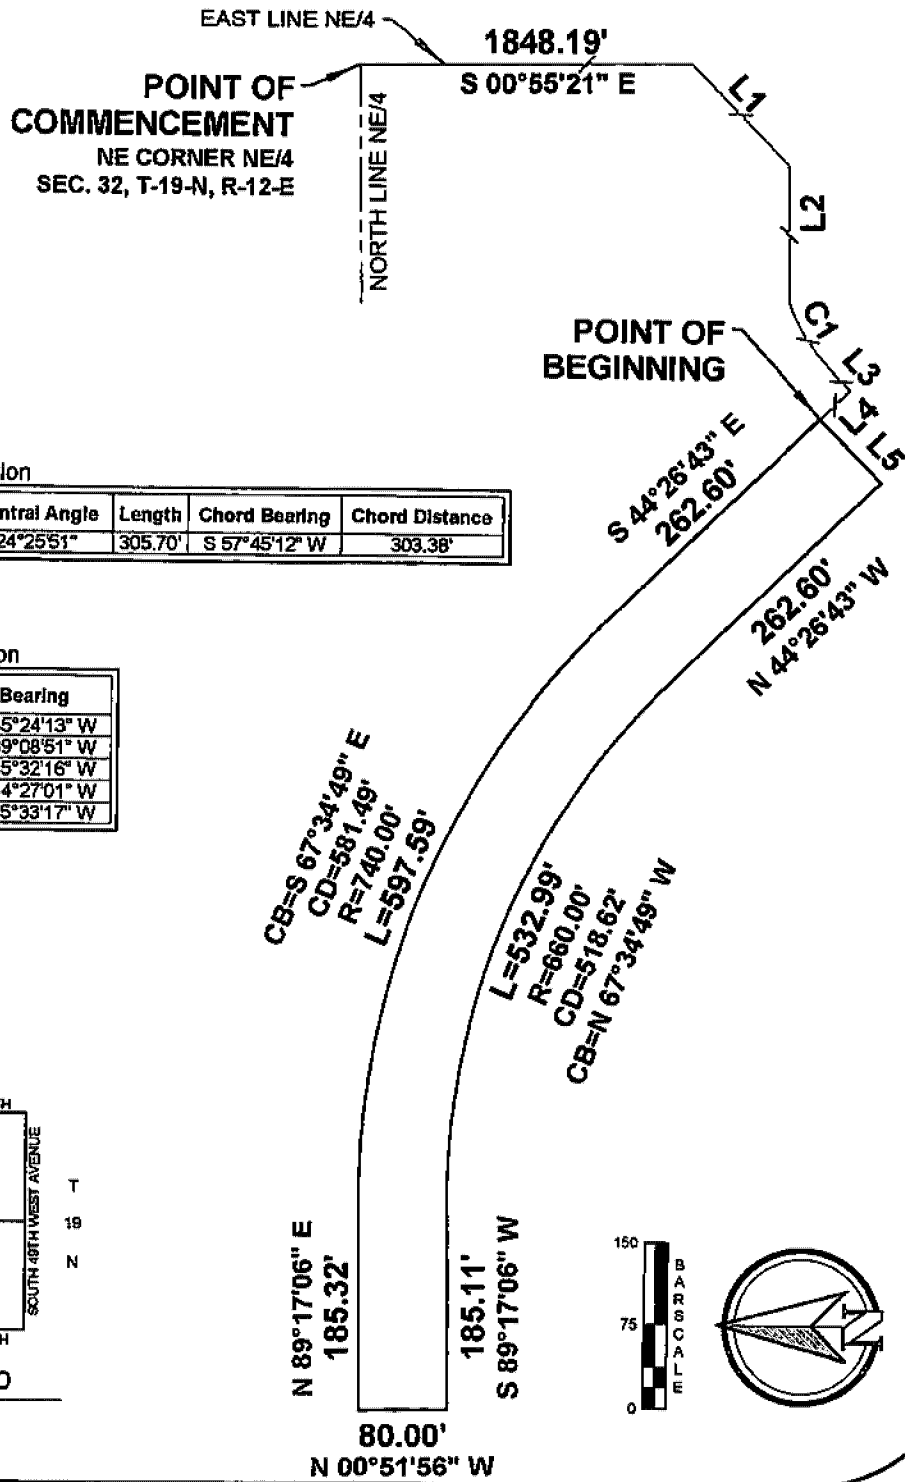 EAST LINE NE/4
1848.19'
S 00°55'21" E
POINT OF
COMMENCEMENT
NE CORNER NE/4
SEC. 32, T-19-N, R-12-E
NORTH LINE NE/4
L1
L2
C1
L3
L4
L5
POINT OF
BEGINNING
S 44°26'43" E
262.60'
262.60'
N 44°26'43" W
ntral Angle Length Chord Bearing Chord Distance
24°25'51" 305.70' S 57°45'12" W 303.38'
on
Bearing
5°24'13" W
9°08'51" W
5°32'16" W
4°27'01" W
5°33'17" W
CB=S 67°34'49" E
CD=581.49'
R=740.00'
L=597.59'
L=532.99'
R=660.00'
CD=518.62'
CB=N 67°34'49" W
SOUTH 49TH WEST AVENUE
T
19
N
N 89°17'06" E
185.32'
185.11'
S 89°17'06" W
80.00'
N 00°51'56" W
150
75
0
BARSCALE
N